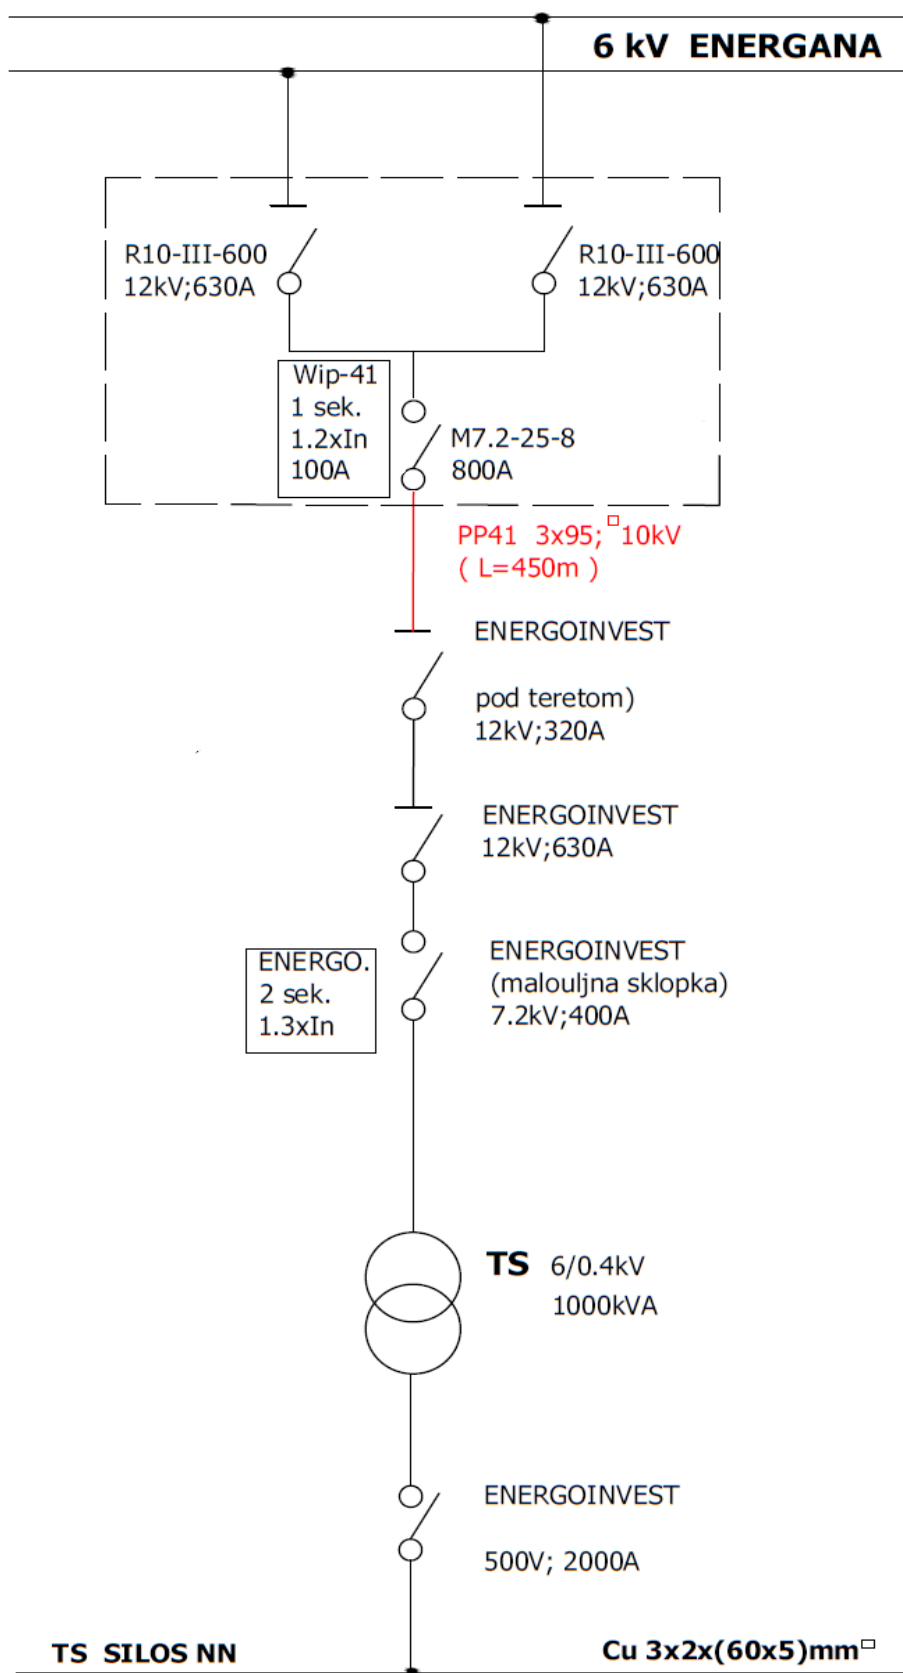 6 kV ENERGANA
R10-III-600
12kV;630A
R10-III-600
12kV;630A
Wip-41
1 sek.
1.2xIn
100A
M7.2-25-8
800A
PP41 3x95; □10kV
( L=450m )
ENERGOINVEST
pod teretom)
12kV;320A
ENERGOINVEST
12kV;630A
ENERGO.
2 sek.
1.3xIn
ENERGOINVEST
(malouljna sklopka)
7.2kV;400A
TS 6/0.4kV
1000kVA
ENERGOINVEST
500V; 2000A
TS SILOS NN
Cu 3x2x(60x5)mm□